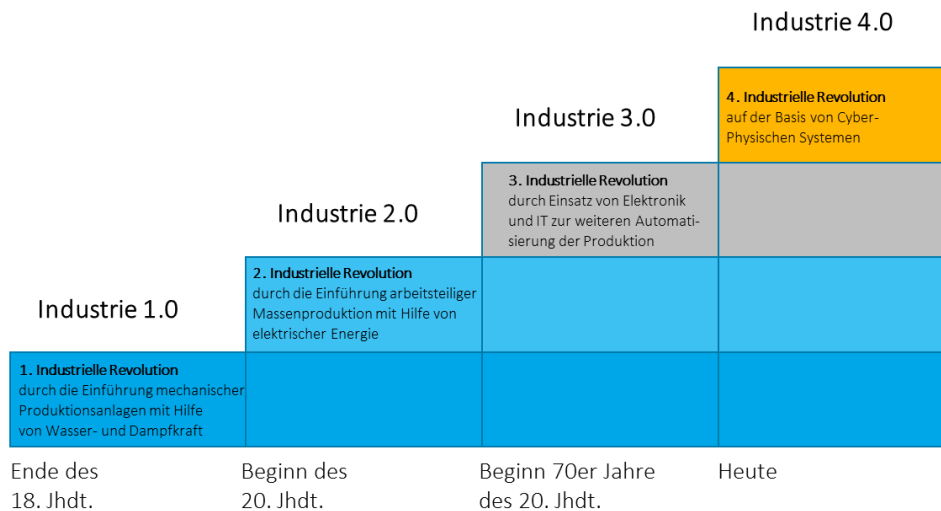 Industrie 4.0
4. Industrielle Revolution
auf der Basis von Cyber-
Physischen Systemen
Industrie 3.0
3. Industrielle Revolution
durch Einsatz von Elektronik
und IT zur weiteren Automati-
sierung der Produktion
Industrie 2.0
2. Industrielle Revolution
durch die Einführung arbeitsteiliger
Massenproduktion mit Hilfe von
elektrischer Energie
Industrie 1.0
1. Industrielle Revolution
durch die Einführung mechanischer
Produktionsanlagen mit Hilfe
von Wasser- und Dampfkraft
Ende des
18. Jhdt.
Beginn des
20. Jhdt.
Beginn 70er Jahre
des 20. Jhdt.
Heute